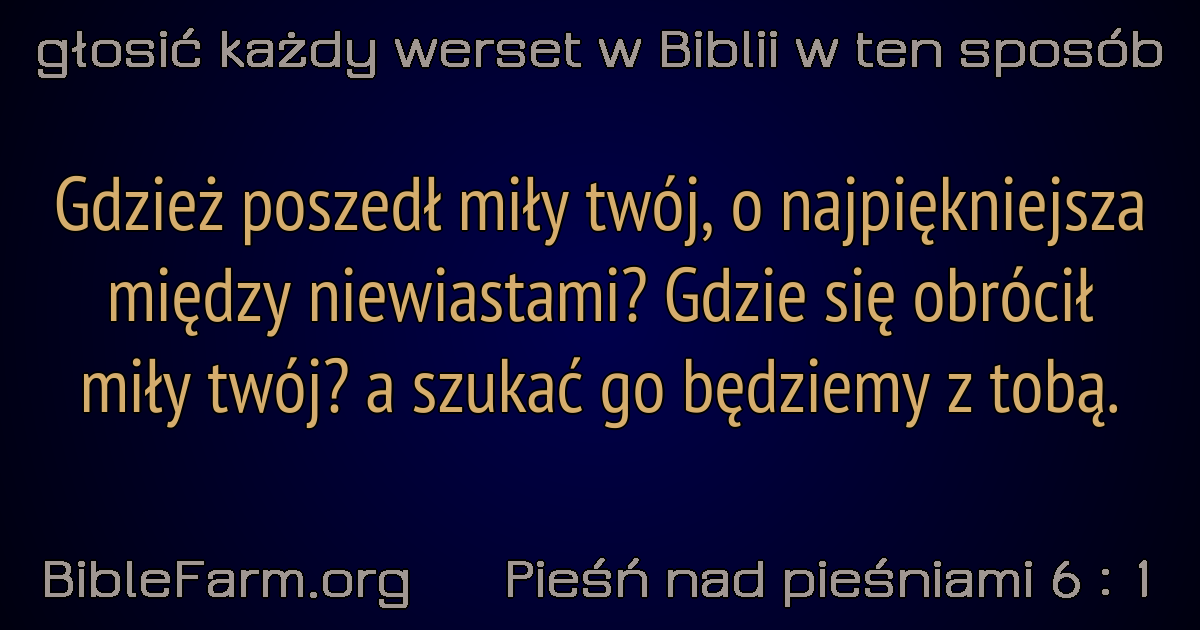 głosić każdy werset w Biblii w ten sposób
Gdzież poszedł miły twój, o najpiękniejsza
między niewiastami? Gdzie się obrócił
miły twój? a szukać go będziemy z tobą.
BibleFarm.org
Pieśń nad pieśniami 6 : 1